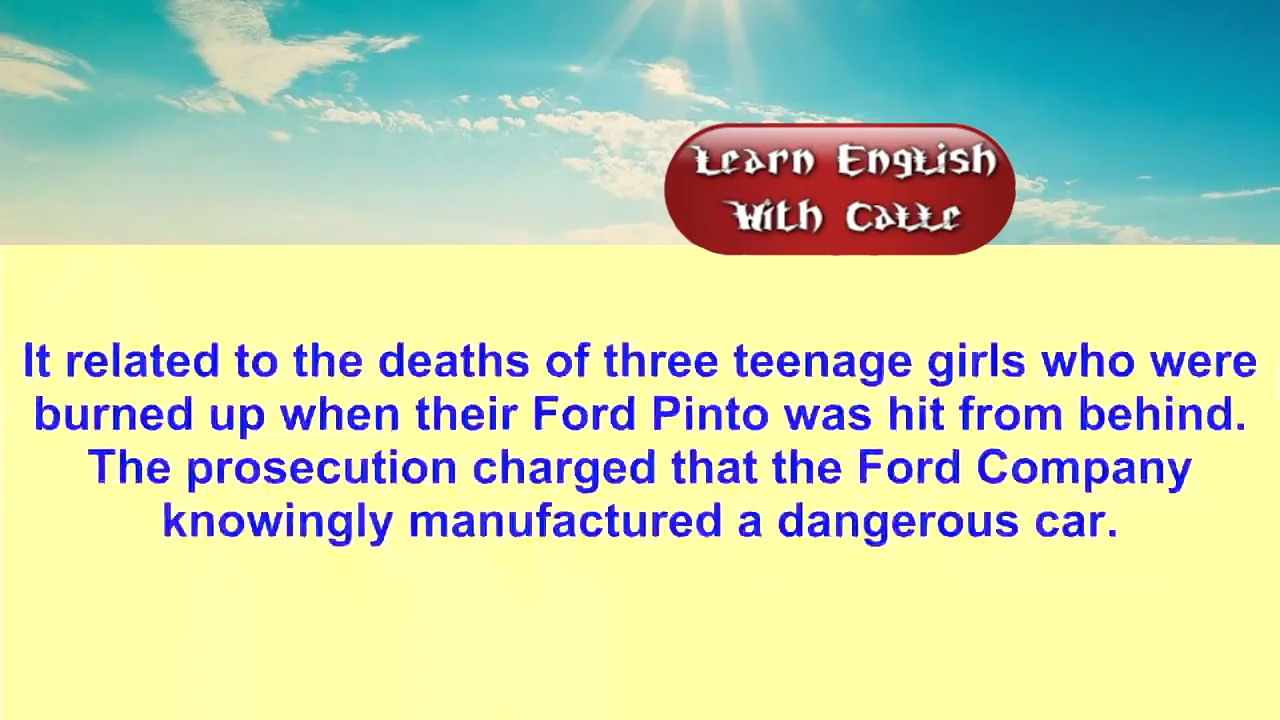 Learn English
With Calle
It related to the deaths of three teenage girls who were
burned up when their Ford Pinto was hit from behind.
The prosecution charged that the Ford Company
knowingly manufactured a dangerous car.